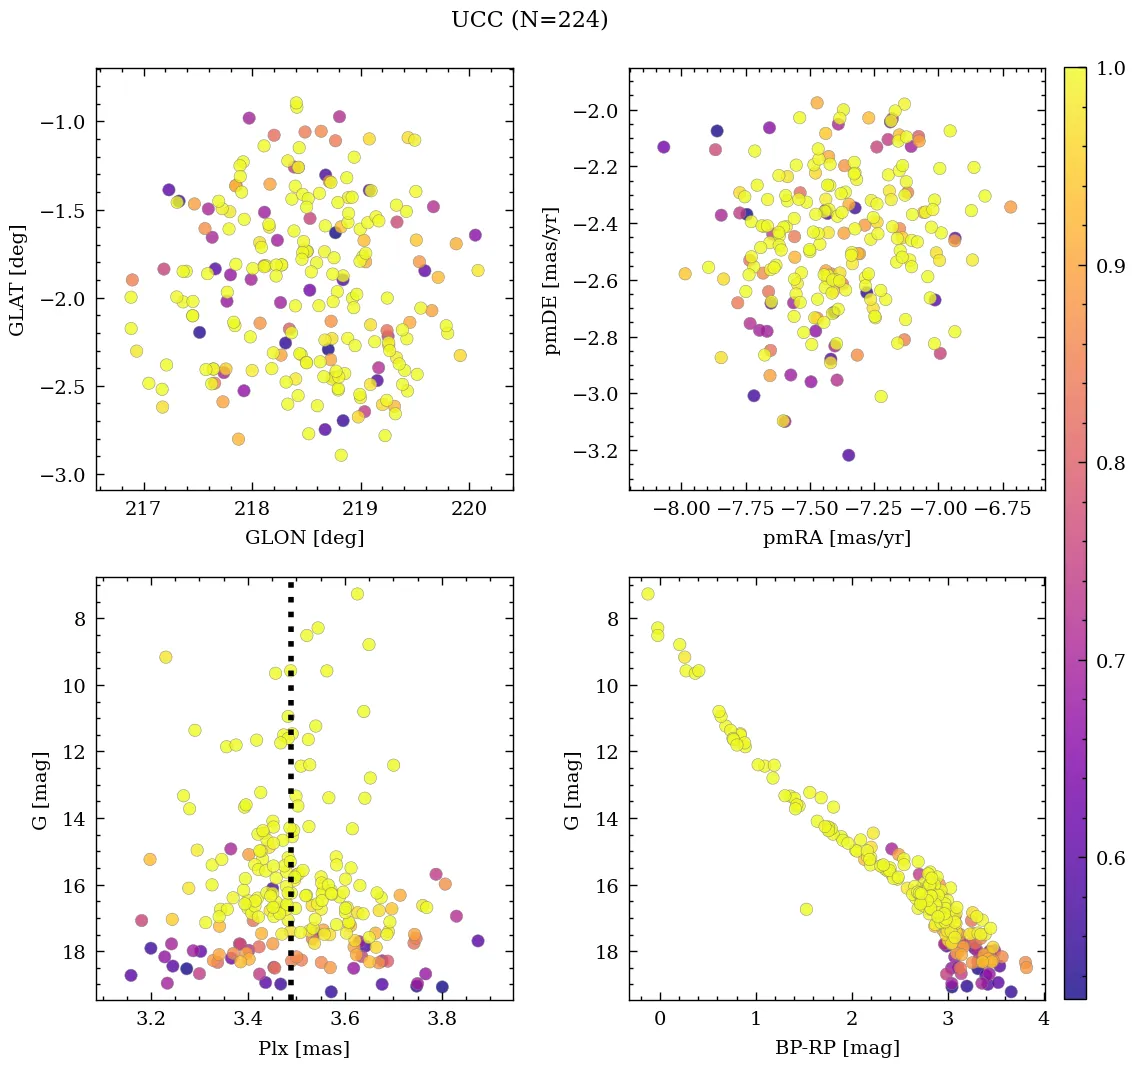 UCC (N=224)
−1.0
−1.5
−2.0
−2.5
−3.0
GLAT [deg]
217 218 219 220
GLON [deg]
−2.0
−2.2
−2.4
−2.6
−2.8
−3.0
−3.2
pmDE [mas/yr]
−8.00 −7.75 −7.50 −7.25 −7.00 −6.75
pmRA [mas/yr]
8
10
12
14
16
18
G [mag]
3.2 3.4 3.6 3.8
Plx [mas]
8
10
12
14
16
18
G [mag]
0 1 2 3 4
BP-RP [mag]
1.0
0.9
0.8
0.7
0.6